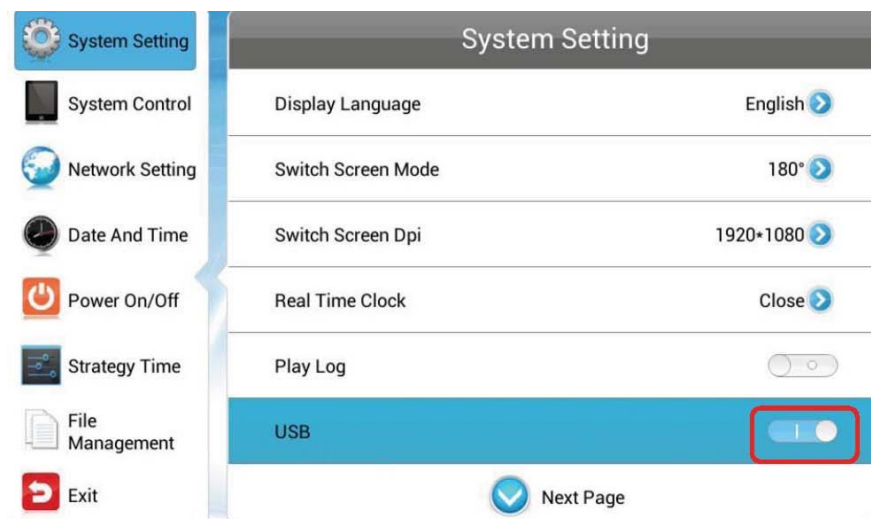 System Setting
System Control
Network Setting
Date And Time
Power On/Off
Strategy Time
File
Management
Exit
System Setting
Display Language English
Switch Screen Mode 180°
Switch Screen Dpi 1920*1080
Real Time Clock Close
Play Log
USB
Next Page